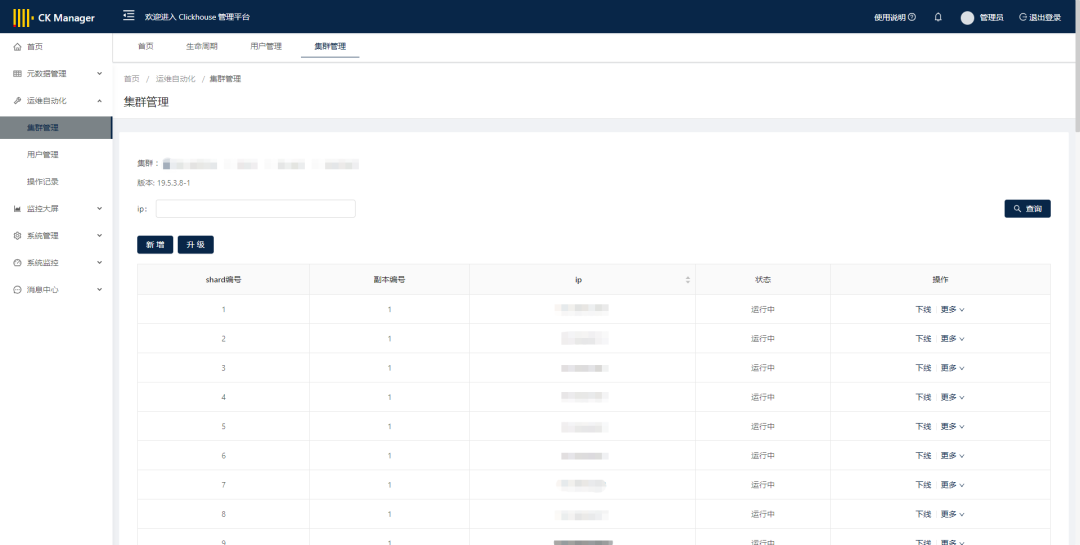 CK Manager 欢迎进入 Clickhouse 管理平台 使用说明 管理员 退出登录
首页
元数据管理
运维自动化
集群管理
用户管理
操作记录
监控大屏
系统管理
系统监控
消息中心
首页 生命周期 用户管理 集群管理
首页 / 运维自动化 / 集群管理
集群管理
集群：
版本: 19.5.3.8-1
ip: 查询
新增 升级
shard编号 副本编号 ip 状态 操作
1 1 运行中 下线 更多
2 1 运行中 下线 更多
3 1 运行中 下线 更多
4 1 运行中 下线 更多
5 1 运行中 下线 更多
6 1 运行中 下线 更多
7 1 运行中 下线 更多
8 1 运行中 下线 更多
9 1 运行中 下线 更多